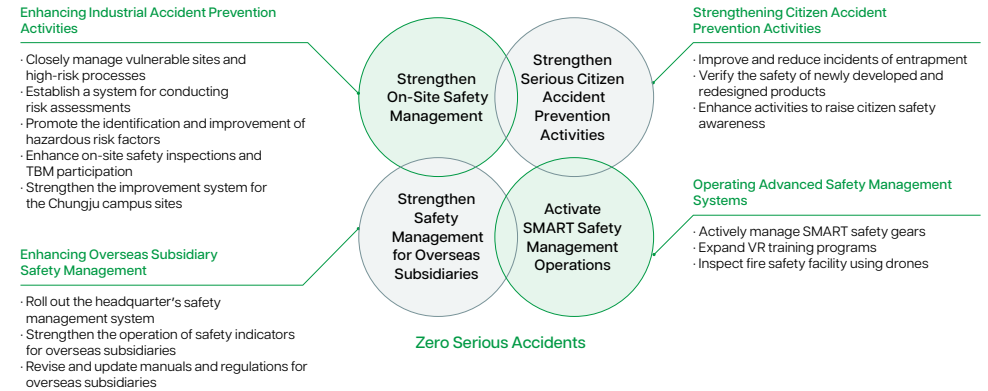 Enhancing Industrial Accident Prevention
Activities
· Closely manage vulnerable sites and
high-risk processes
· Establish a system for conducting
risk assessments
· Promote the identification and improvement of
hazardous risk factors
· Enhance on-site safety inspections and
TBM participation
· Strengthen the improvement system for
the Chungju campus sites
Enhancing Overseas Subsidiary
Safety Management
· Roll out the headquarter's safety
management system
· Strengthen the operation of safety indicators
for overseas subsidiaries
· Revise and update manuals and regulations for
overseas subsidiaries
Strengthen
On-Site Safety
Management
Strengthen
Serious Citizen
Accident
Prevention
Activities
Strengthen
Safety
Management
for Overseas
Subsidiaries
Activate
SMART Safety
Management
Operations
Zero Serious Accidents
Strengthening Citizen Accident
Prevention Activities
· Improve and reduce incidents of entrapment
· Verify the safety of newly developed and
redesigned products
· Enhance activities to raise citizen safety
awareness
Operating Advanced Safety Management
Systems
· Actively manage SMART safety gears
· Expand VR training programs
· Inspect fire safety facility using drones